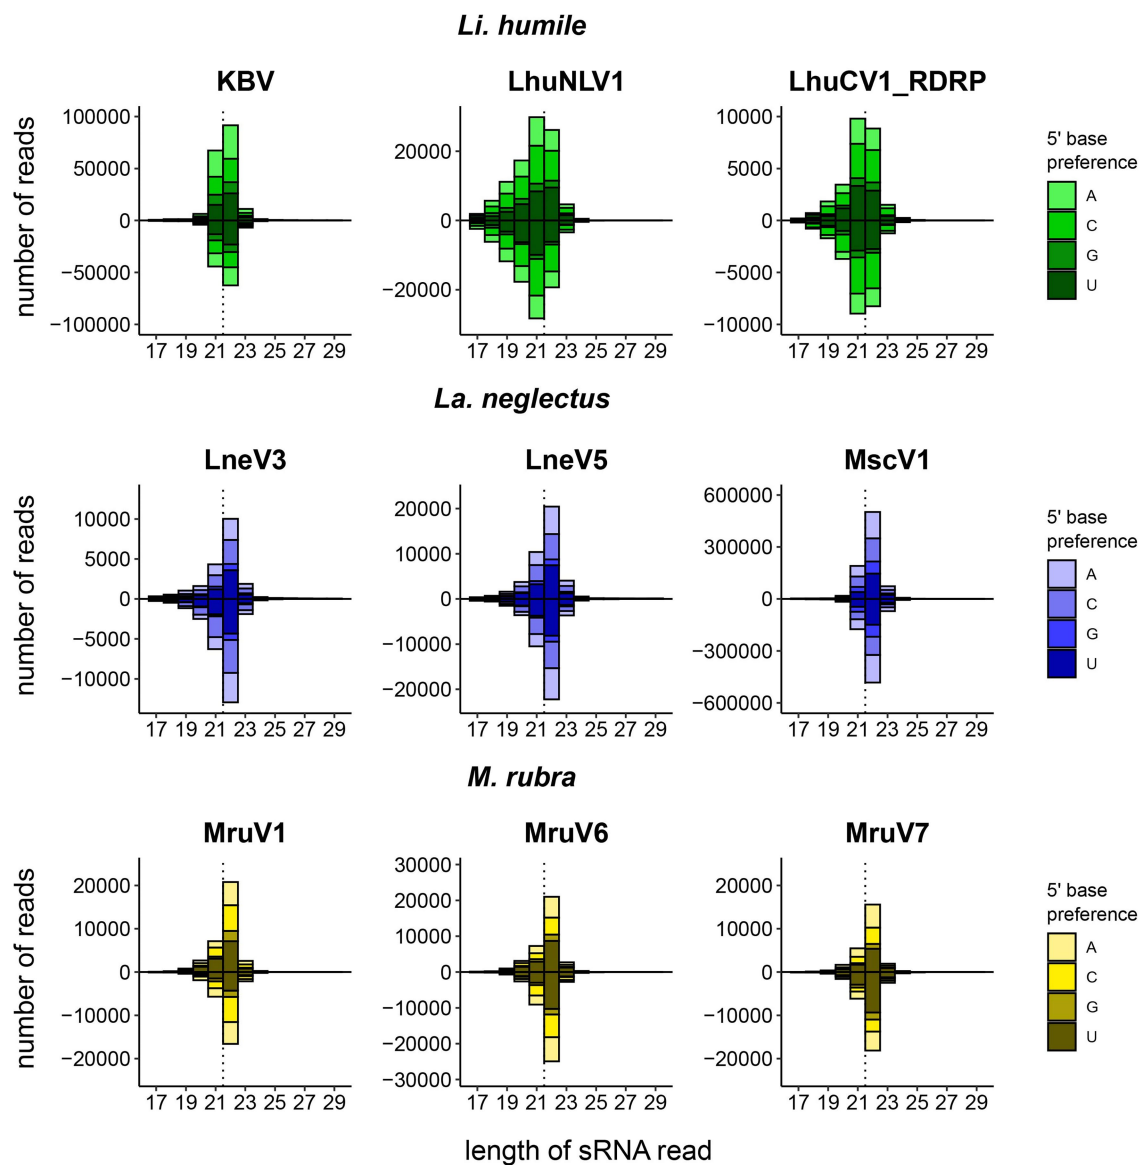 Li. humile
KBV
LhuNLV1
LhuCV1_RDRP
number of reads
100000
50000
0
−50000
−100000
17 19 21 23 25 27 29
20000
0
−20000
17 19 21 23 25 27 29
10000
5000
0
−5000
−10000
17 19 21 23 25 27 29
5' base
preference
A
C
G
U
La. neglectus
LneV3
LneV5
MscV1
number of reads
10000
5000
0
−5000
−10000
17 19 21 23 25 27 29
20000
10000
0
−10000
−20000
17 19 21 23 25 27 29
600000
300000
0
−300000
−600000
17 19 21 23 25 27 29
5' base
preference
A
C
G
U
M. rubra
MruV1
MruV6
MruV7
number of reads
20000
10000
0
−10000
−20000
17 19 21 23 25 27 29
30000
20000
10000
0
−10000
−20000
−30000
17 19 21 23 25 27 29
20000
10000
0
−10000
−20000
17 19 21 23 25 27 29
5' base
preference
A
C
G
U
length of sRNA read